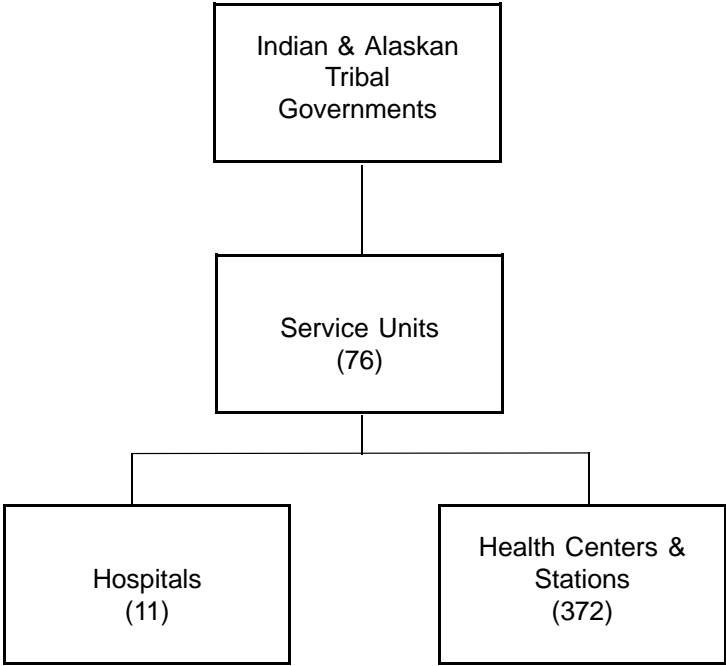 Indian & Alaskan
Tribal
Governments
Service Units
(76)
Hospitals
(11)
Health Centers &
Stations
(372)